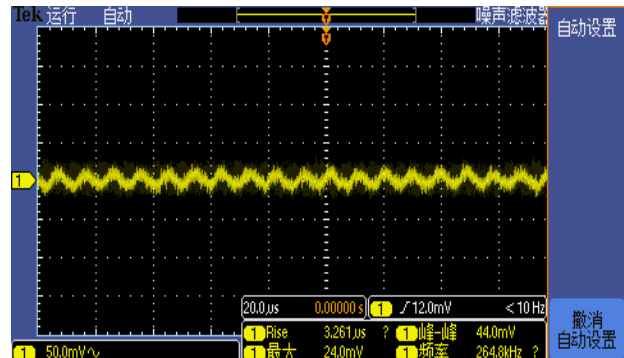 Tek 运行 自动 噪声滤波器
自动设置
1
20.0µs 0.00000 s 1 12.0mV < 10 Hz
1 Rise 3.261µs ? 1 峰-峰 44.0mV
1 50.0mV 1 最大 24.0mV 1 频率 264.8kHz ?
撤消
自动设置